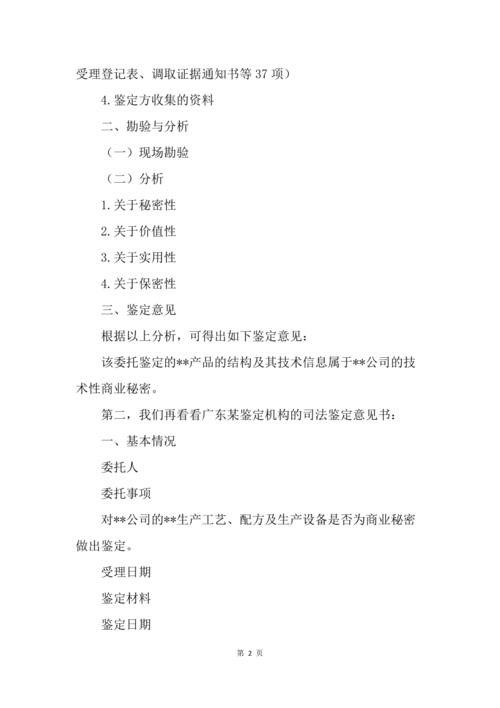 受理登记表、调取证据通知书等 37 项）
4.鉴定方收集的资料
二、勘验与分析
（一）现场勘验
（二）分析
1.关于秘密性
2.关于价值性
3.关于实用性
4.关于保密性
三、鉴定意见
根据以上分析，可得出如下鉴定意见：
该委托鉴定的**产品的结构及其技术信息属于**公司的技
术性商业秘密。
第二，我们再看看广东某鉴定机构的司法鉴定意见书：
一、基本情况
委托人
委托事项
对**公司的**生产工艺、配方及生产设备是否为商业秘密
做出鉴定。
受理日期
鉴定材料
鉴定日期
第 2 页